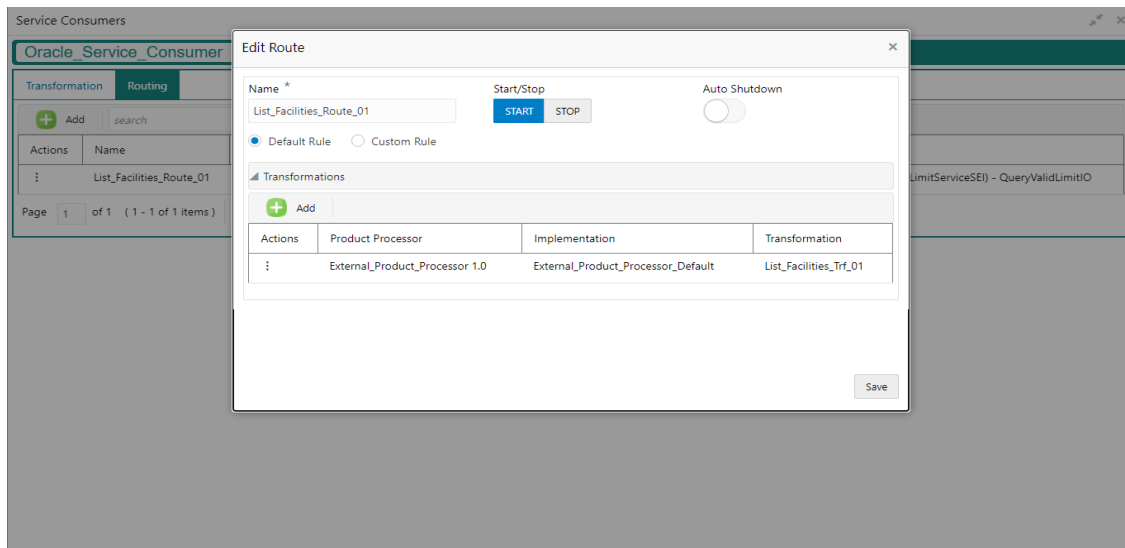 Service Consumers
Oracle_Service_Consumer
Transformation Routing
Add search
Actions Name
List_Facilities_Route_01 LimitServiceSEI) - QueryValidLimitIO
Page 1 of 1 ( 1 - 1 of 1 items )
Edit Route
Name * Start/Stop Auto Shutdown
List_Facilities_Route_01 START STOP
Default Rule Custom Rule
Transformations
Add
Actions Product Processor Implementation Transformation
External_Product_Processor 1.0 External_Product_Processor_Default List_Facilities_Trf_01
Save